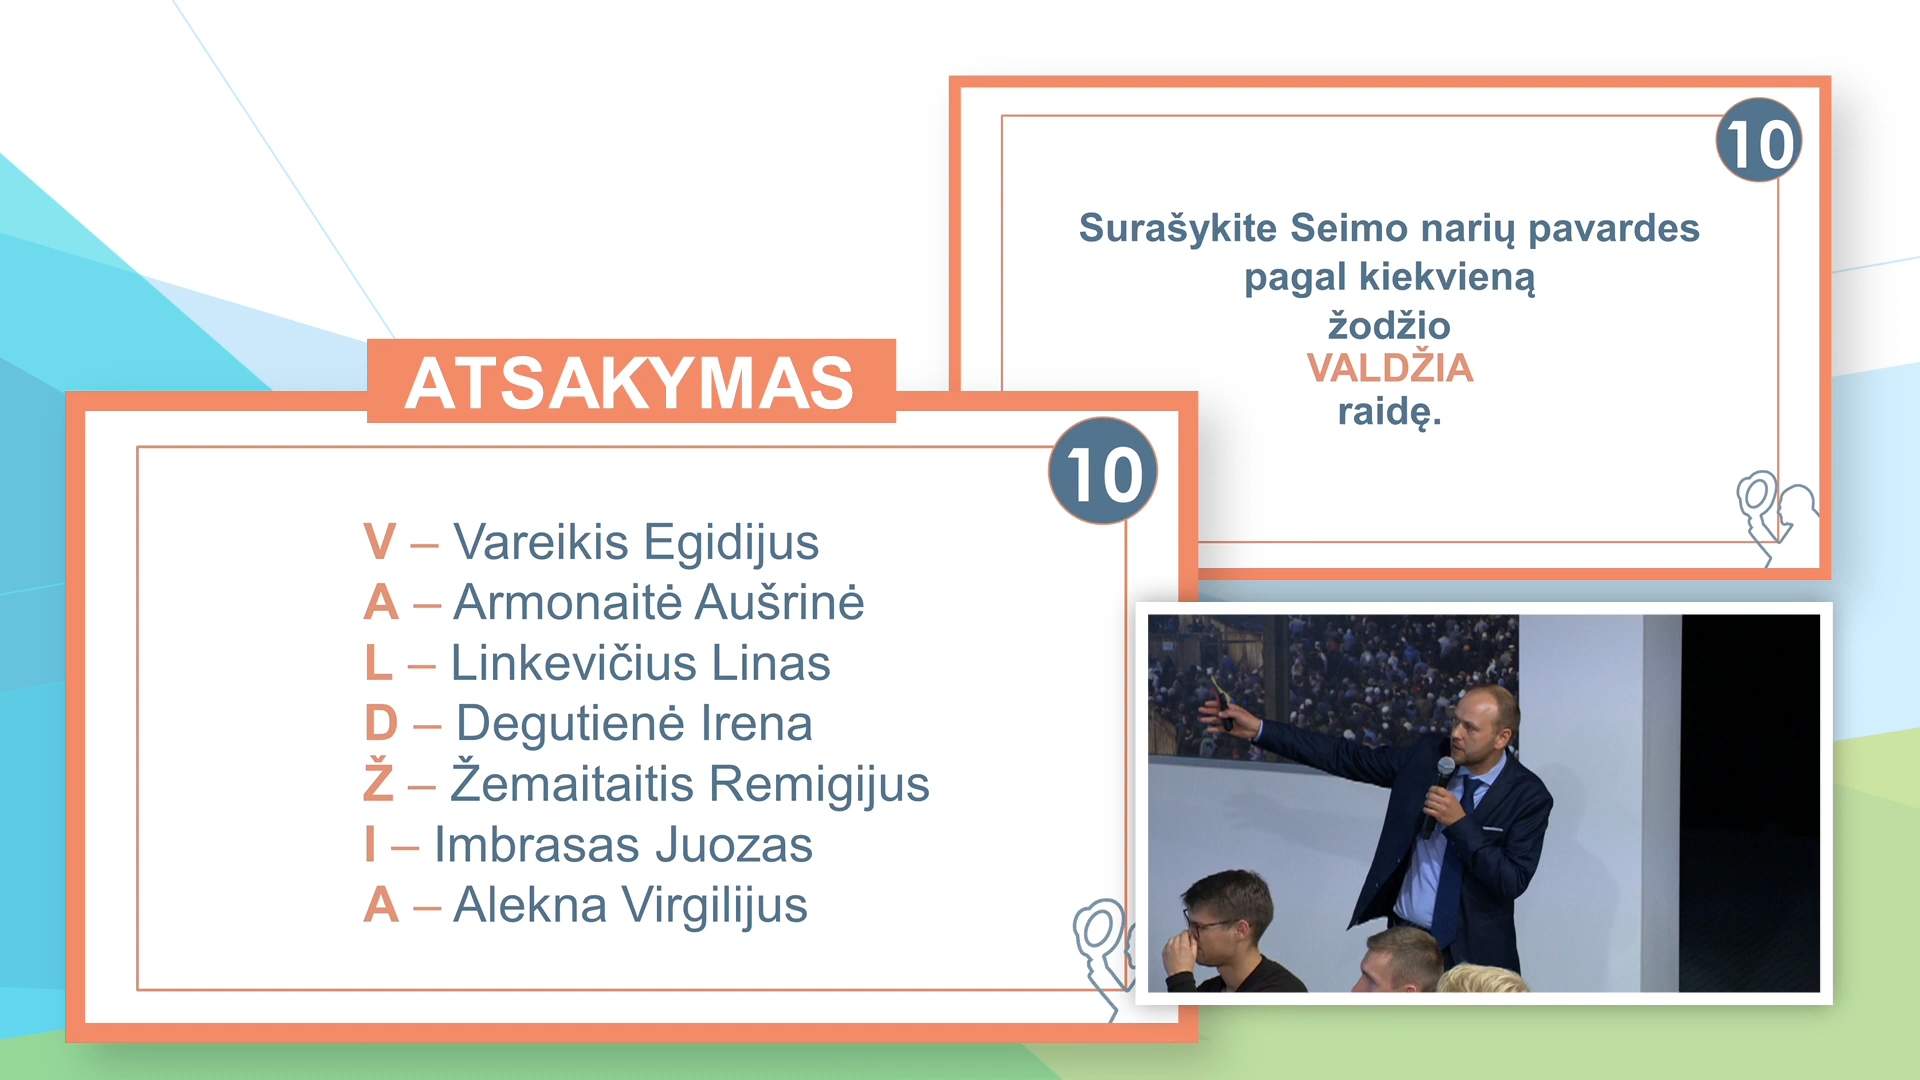 10
Surašykite Seimo narių pavardes
pagal kiekvieną
žodžio
VALDŽIA
raidę.
ATSAKYMAS
10
V – Vareikis Egidijus
A – Armonaitė Aušrinė
L – Linkevičius Linas
D – Degutienė Irena
Ž – Žemaitaitis Remigijus
I – Imbrasas Juozas
A – Alekna Virgilijus